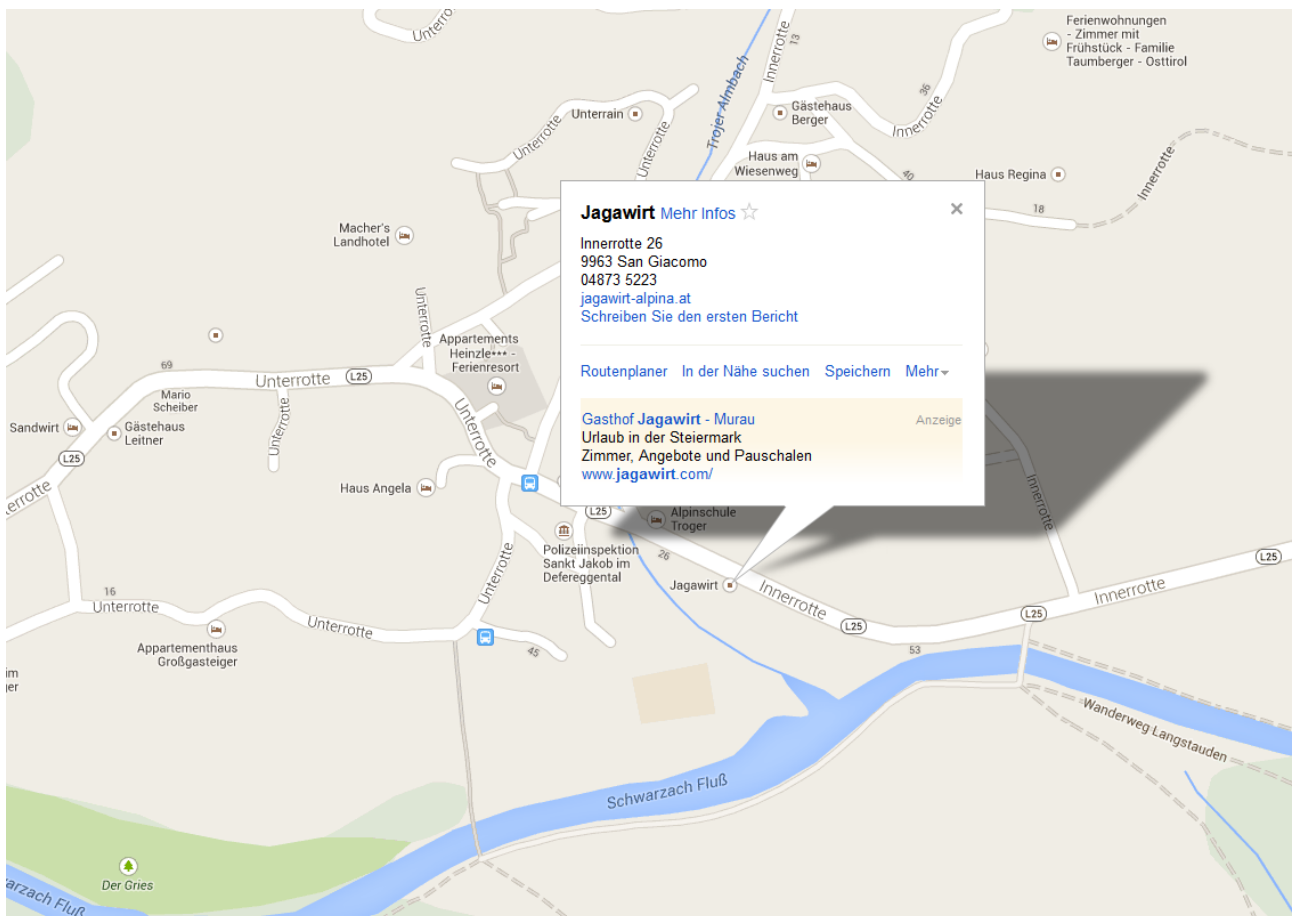 Unterrotte
Innerrotte
13
Trojer Almbach
Ferienwohnungen
- Zimmer mit
Frühstück - Familie
Taumberger - Osttirol
36
Innerrotte
Unterrain
Unterrotte
Unterrotte
Gästehaus
Berger
Haus am
Wiesenweg
40
Haus Regina
Innerrotte
18
Macher's
Landhotel
Jagawirt Mehr Infos
Innerrotte 26
9963 San Giacomo
04873 5223
jagawirt-alpina.at
Schreiben Sie den ersten Bericht
Routenplaner In der Nähe suchen Speichern Mehr
Gasthof Jagawirt - Murau Anzeige
Urlaub in der Steiermark
Zimmer, Angebote und Pauschalen
www.jagawirt.com/
Unterrotte
Appartements
Heinzle*** -
Ferienresort
69
Unterrotte L25
Mario
Scheiber
Sandwirt
Gästehaus
Leitner
L25
Unterrotte
Unterrotte
errotte
Haus Angela
L25
Alpinschule
Troger
Innerrotte
Polizeiinspektion
Sankt Jakob im
Defereggental
26
Jagawirt
Innerrotte
L25
L25
Innerrotte
L25
Unterrotte
16
Unterrotte
Unterrotte
Appartementhaus
Großgasteiger
45
53
im
ger
Wanderweg Langstauden
Schwarzach Fluß
Der Gries
arzach Fluß